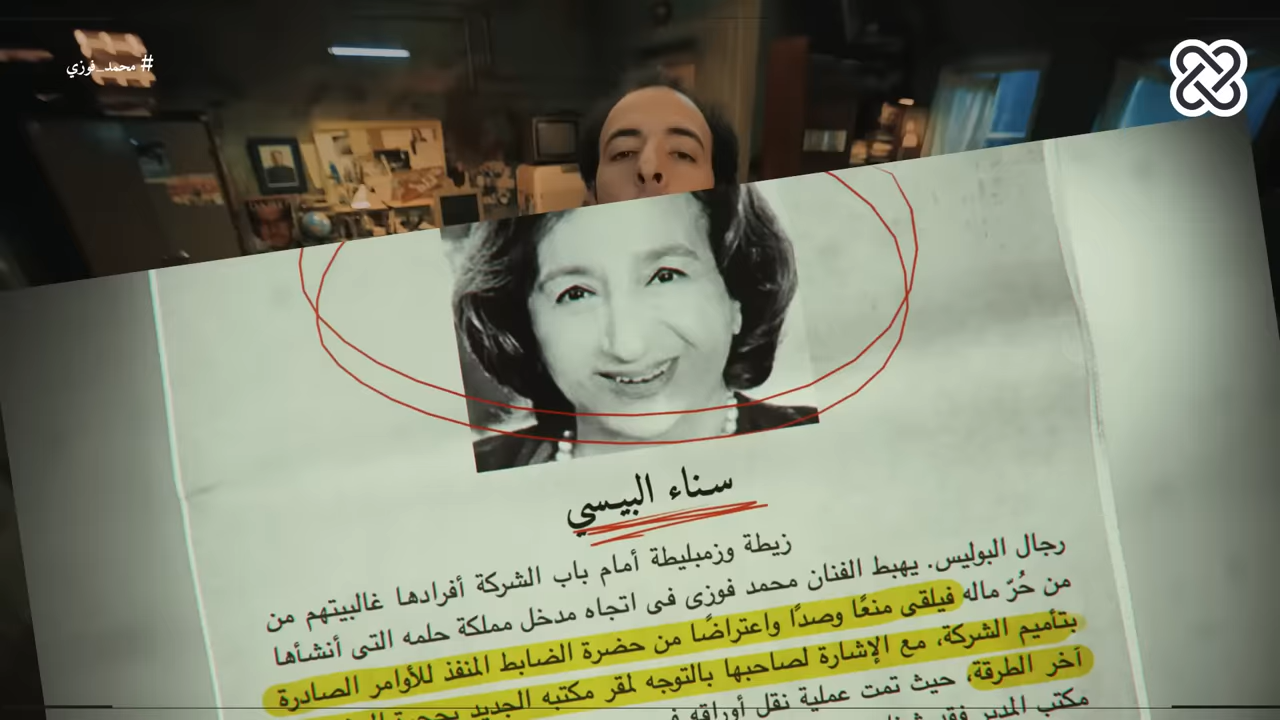 # محمد_فوزي
سناء البيسي
زيطة وزمبليطة أمام باب الشركة أفرادها غالبيتهم من
رجال البوليس. يهبط الفنان محمد فوزى فى اتجاه مدخل مملكة حلمه التى أنشأها
من حُرّ ماله فيلقى منعًا وصدًا واعتراضًا من حضرة الضابط المنفذ للأوامر الصادرة
بتأميم الشركة، مع الإشارة لصاحبها بالتوجه لمقر مكتبه الجديد بحجرة
آخر الطرقة، حيث تمت عملية نقل أوراقه
مكتب المدير فقد